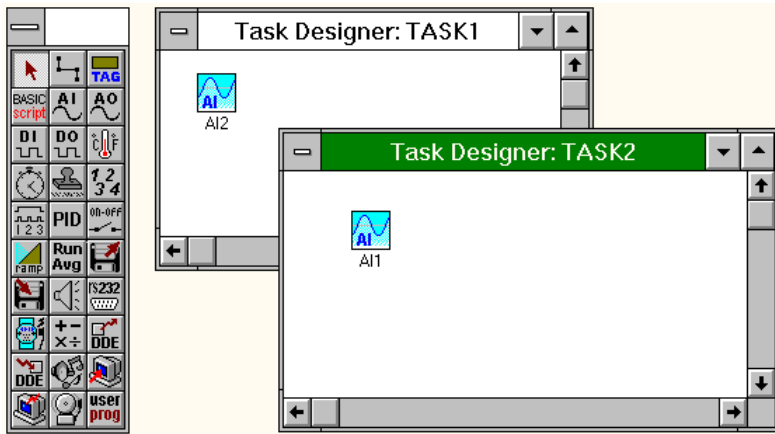 TAG
BASIC
script
AI
AO
DI
DO
°C °F
1 2
3 4
1 2 3
PID
ON-OFF
ramp
Run
Avg
RS232
+ -
× ÷
DDE
DDE
user
prog
Task Designer: TASK1
AI
AI2
Task Designer: TASK2
AI
AI1